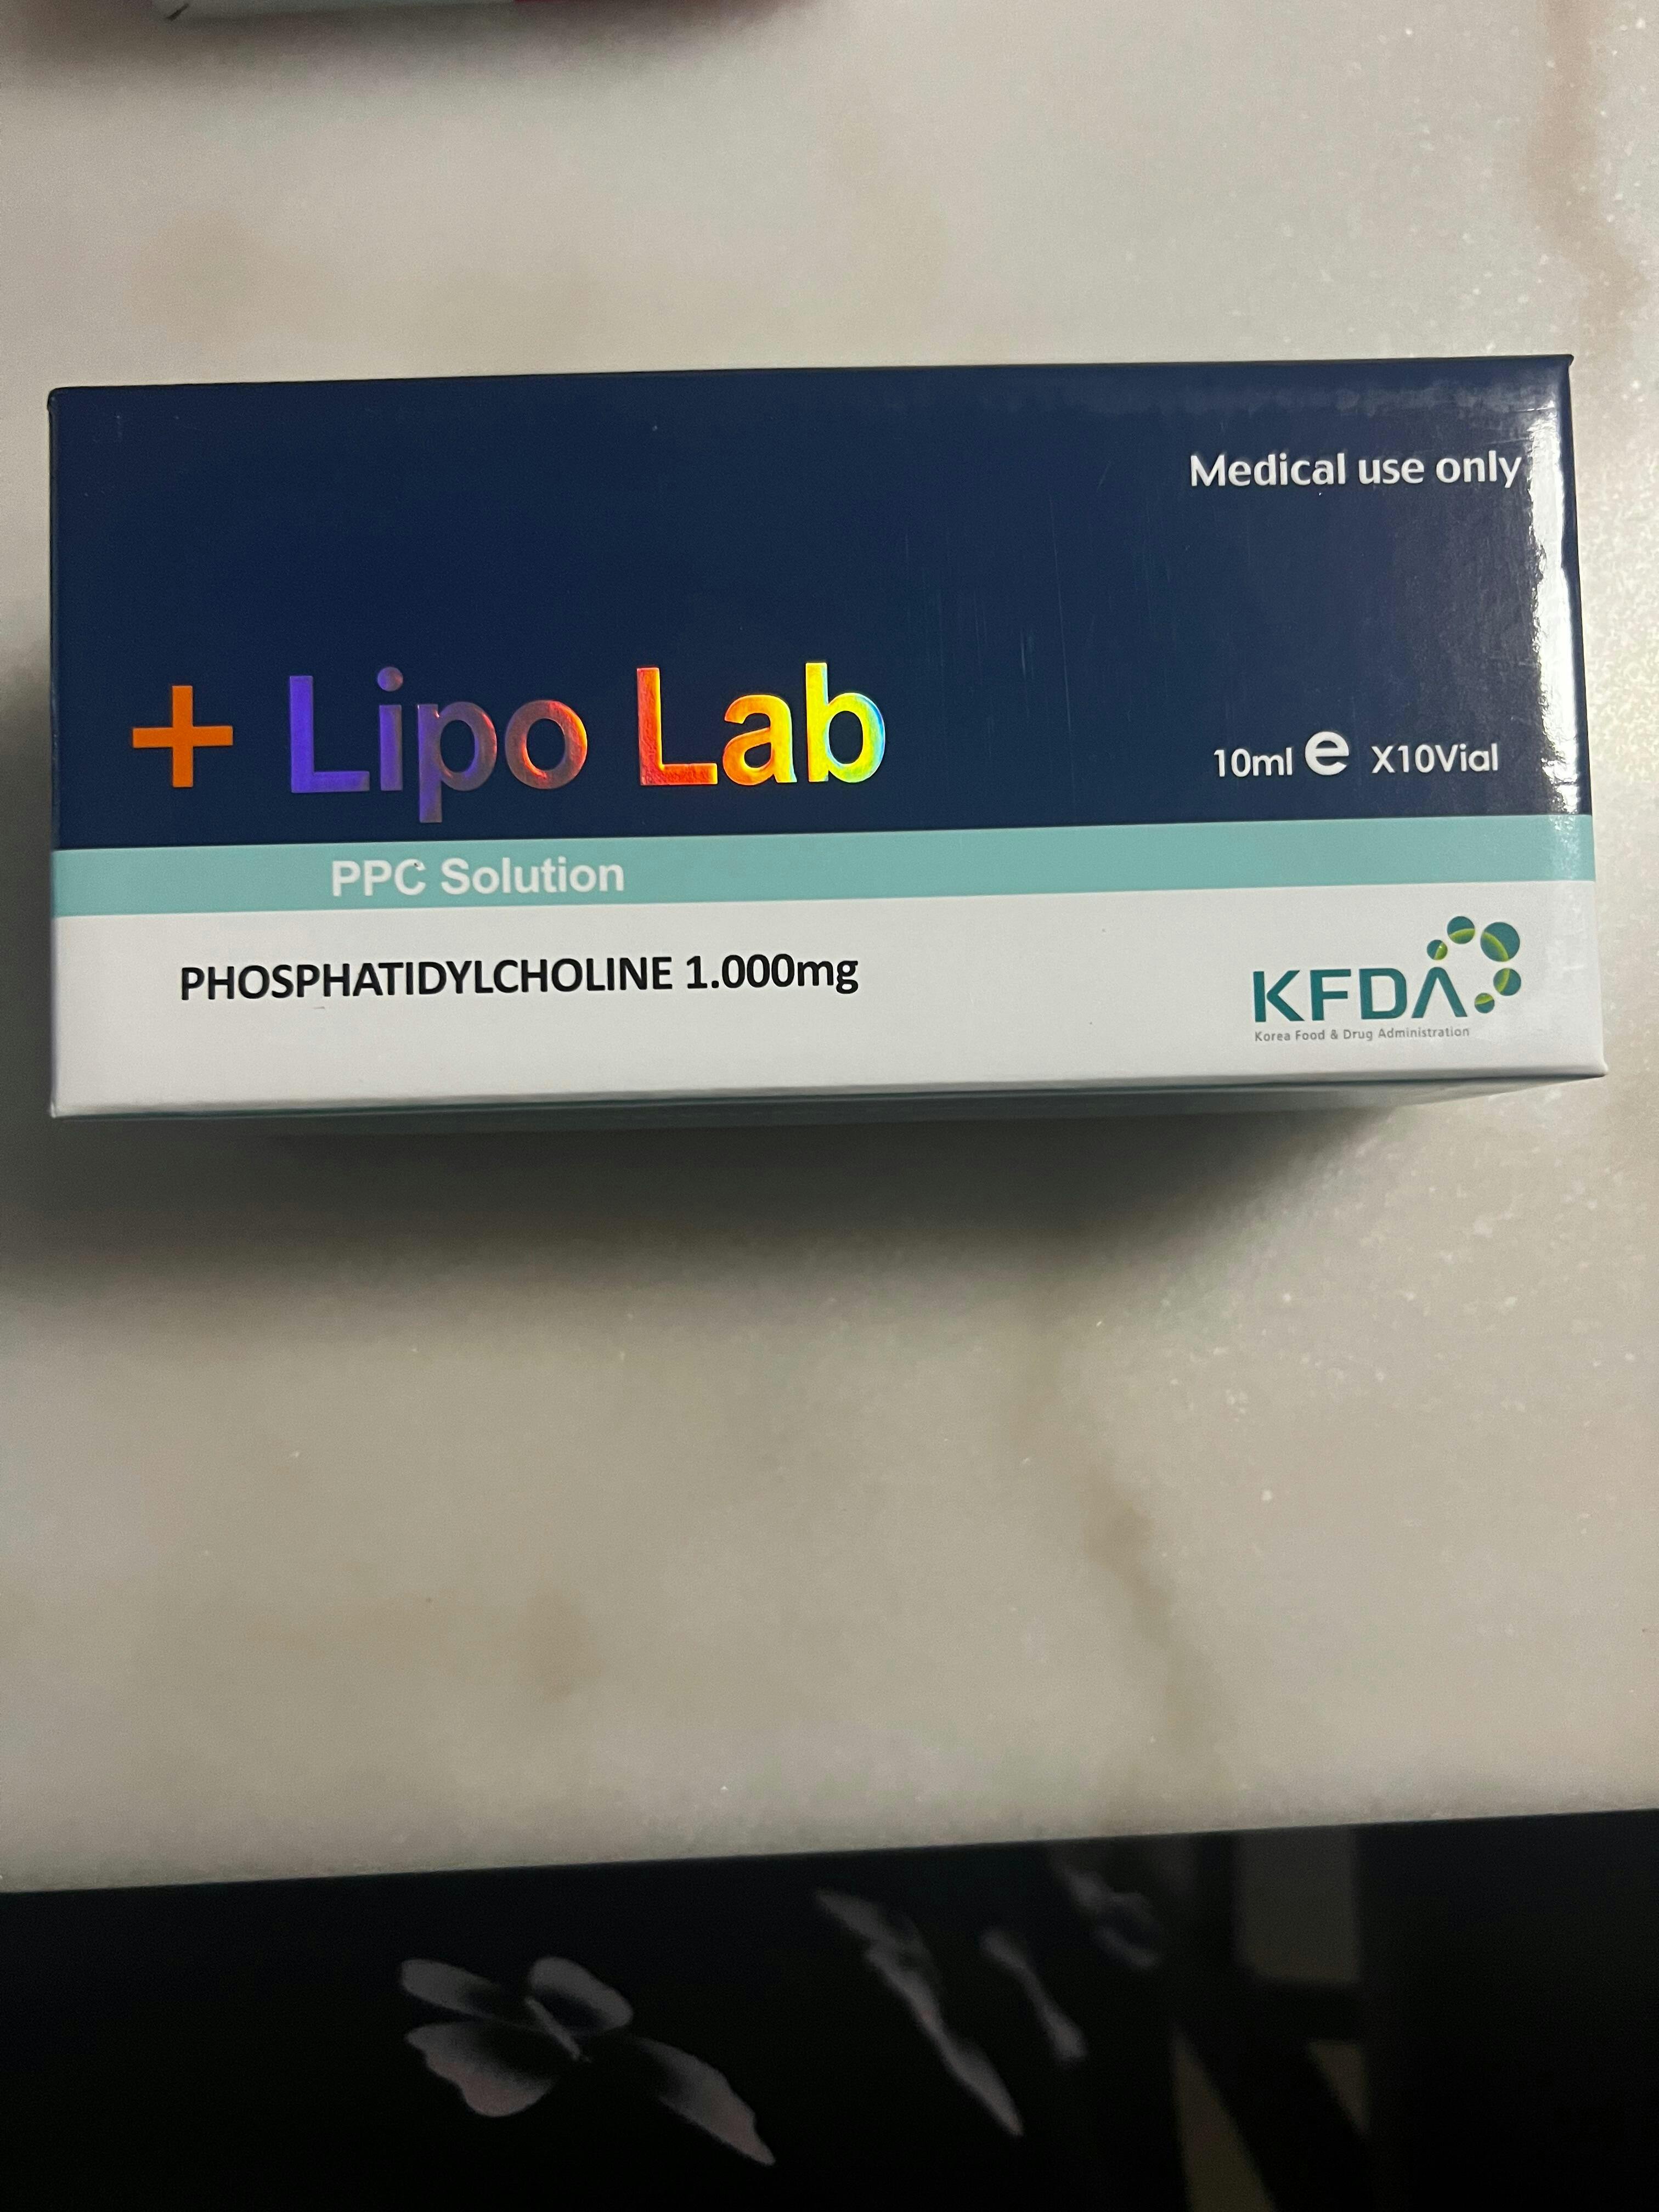 Medical use only
+ Lipo Lab
10ml e X10Vial
PPC Solution
PHOSPHATIDYLCHOLINE 1.000mg
KFDA
Korea Food & Drug Administration